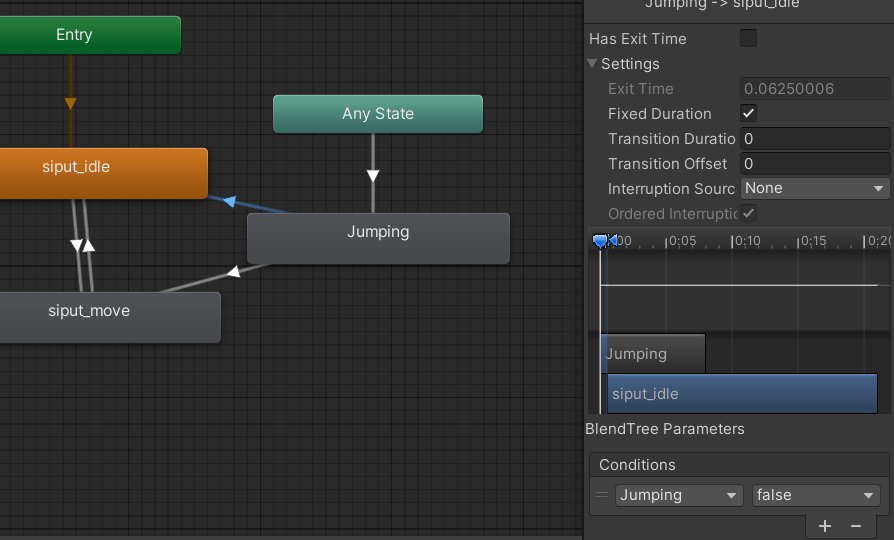 Entry
Any State
siput_idle
Jumping
siput_move
Jumping -> siput_idle
Has Exit Time
Settings
Exit Time 0.06250006
Fixed Duration
Transition Duratio 0
Transition Offset 0
Interruption Sourc None
Ordered Interruptic
:00 0:05 0:10 0:15 0:20
Jumping
siput_idle
BlendTree Parameters
Conditions
Jumping false
+ −